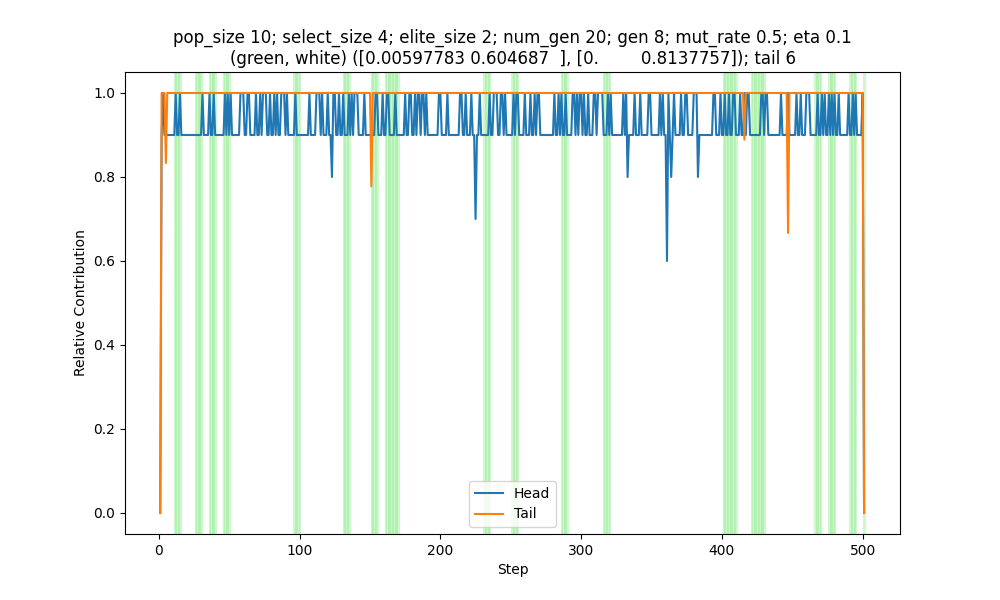 pop_size 10; select_size 4; elite_size 2; num_gen 20; gen 8; mut_rate 0.5; eta 0.1
(green, white) ([0.00597783 0.604687  ], [0.        0.8137757]); tail 6
1.0
0.8
0.6
0.4
0.2
0.0
Relative Contribution
Head
Tail
0
100
200
300
400
500
Step